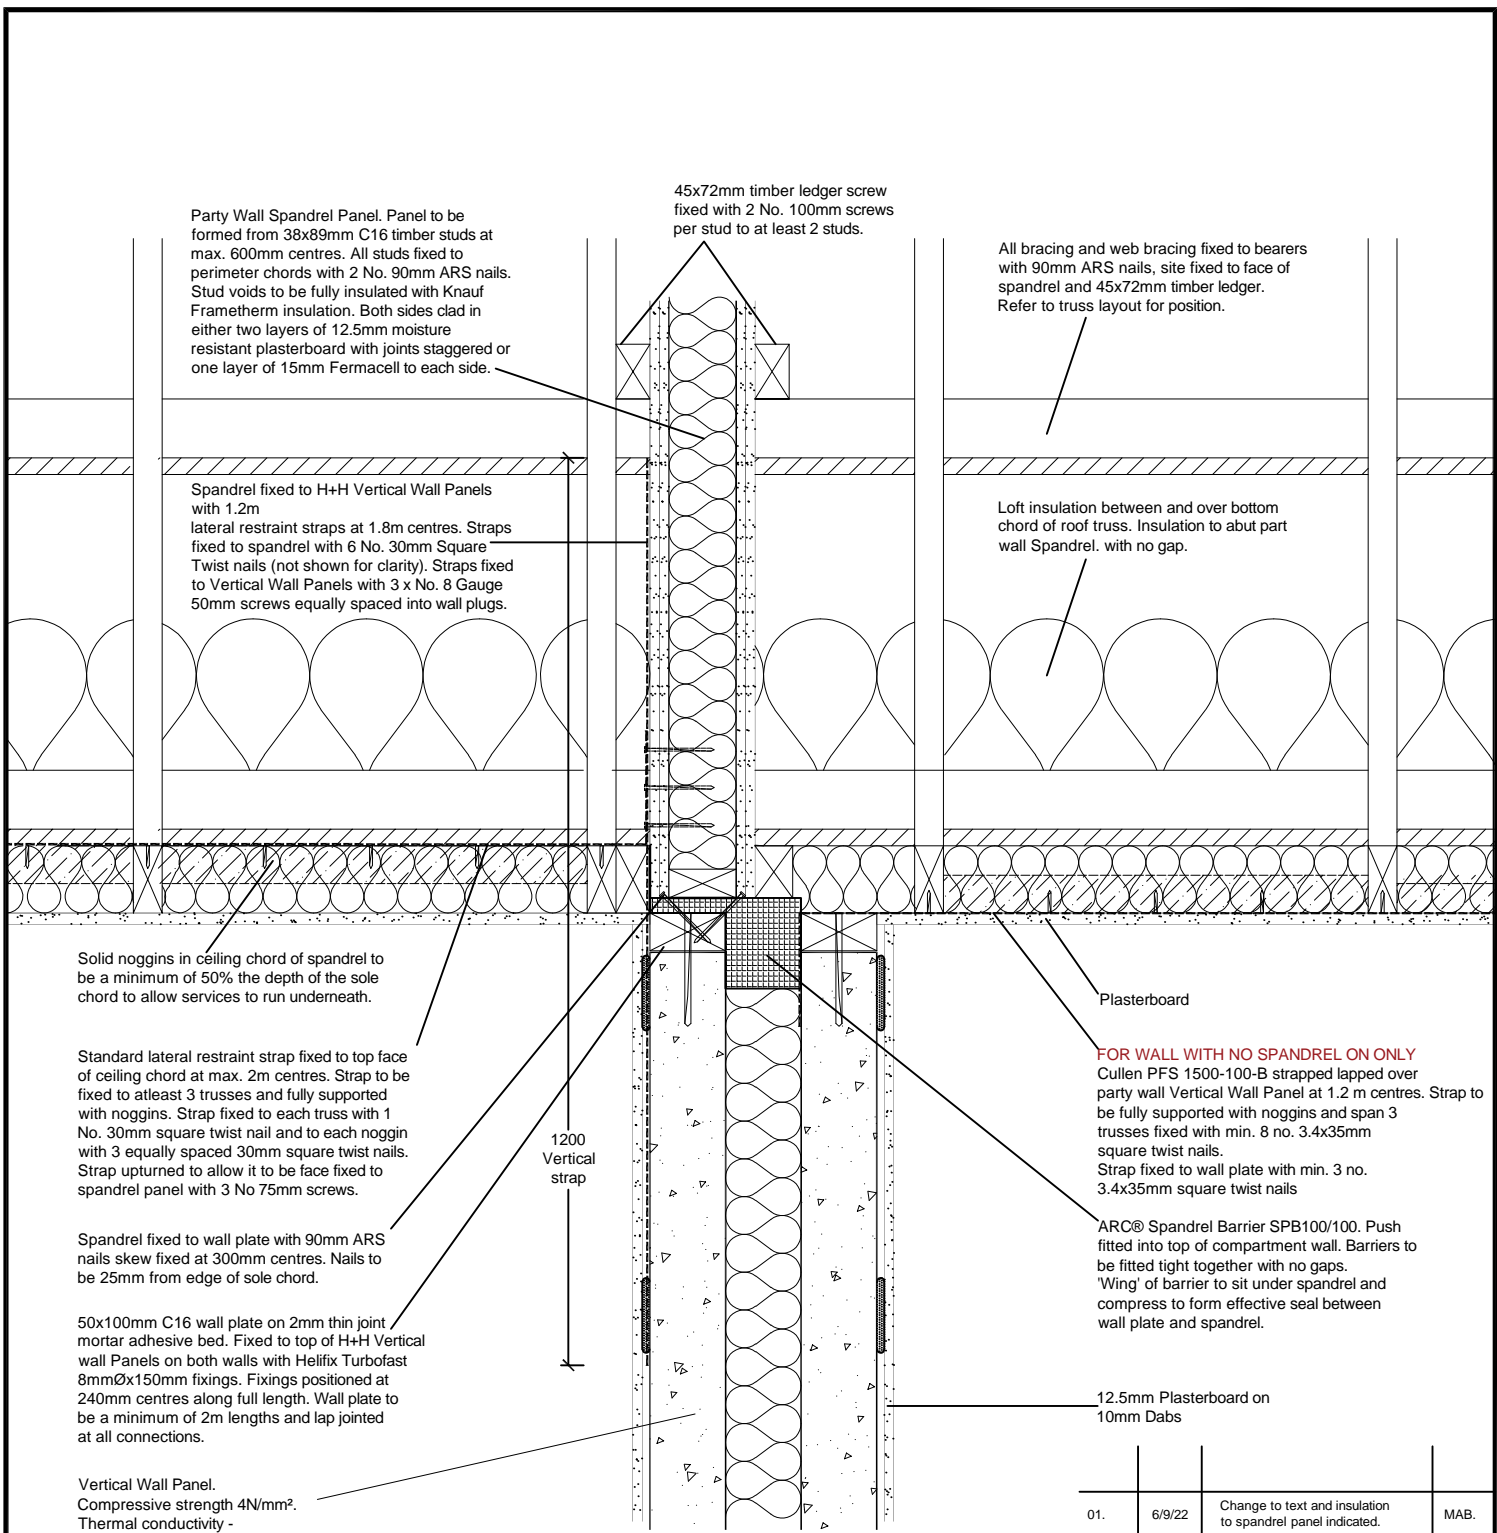 45x72mm timber ledger screw
fixed with 2 No. 100mm screws
per stud to at least 2 studs.
Party Wall Spandrel Panel. Panel to be
formed from 38x89mm C16 timber studs at
max. 600mm centres. All studs fixed to
perimeter chords with 2 No. 90mm ARS nails.
Stud voids to be fully insulated with Knauf
Frametherm insulation. Both sides clad in
either two layers of 12.5mm moisture
resistant plasterboard with joints staggered or
one layer of 15mm Fermacell to each side.
All bracing and web bracing fixed to bearers
with 90mm ARS nails, site fixed to face of
spandrel and 45x72mm timber ledger.
Refer to truss layout for position.
Spandrel fixed to H+H Vertical Wall Panels
with 1.2m
lateral restraint straps at 1.8m centres. Straps
fixed to spandrel with 6 No. 30mm Square
Twist nails (not shown for clarity). Straps fixed
to Vertical Wall Panels with 3 x No. 8 Gauge
50mm screws equally spaced into wall plugs.
Loft insulation between and over bottom
chord of roof truss. Insulation to abut part
wall Spandrel. with no gap.
Solid noggins in ceiling chord of spandrel to
be a minimum of 50% the depth of the sole
chord to allow services to run underneath.
Plasterboard
Standard lateral restraint strap fixed to top face
of ceiling chord at max. 2m centres. Strap to be
fixed to atleast 3 trusses and fully supported
with noggins. Strap fixed to each truss with 1
No. 30mm square twist nail and to each noggin
with 3 equally spaced 30mm square twist nails.
Strap upturned to allow it to be face fixed to
spandrel panel with 3 No 75mm screws.
1200
Vertical
strap
FOR WALL WITH NO SPANDREL ON ONLY
Cullen PFS 1500-100-B strapped lapped over
party wall Vertical Wall Panel at 1.2 m centres. Strap to
be fully supported with noggins and span 3
trusses fixed with min. 8 no. 3.4x35mm
square twist nails.
Strap fixed to wall plate with min. 3 no.
3.4x35mm square twist nails
Spandrel fixed to wall plate with 90mm ARS
nails skew fixed at 300mm centres. Nails to
be 25mm from edge of sole chord.
ARC® Spandrel Barrier SPB100/100. Push
fitted into top of compartment wall. Barriers to
be fitted tight together with no gaps.
'Wing' of barrier to sit under spandrel and
compress to form effective seal between
wall plate and spandrel.
50x100mm C16 wall plate on 2mm thin joint
mortar adhesive bed. Fixed to top of H+H Vertical
wall Panels on both walls with Helifix Turbofast
8mmØx150mm fixings. Fixings positioned at
240mm centres along full length. Wall plate to
be a minimum of 2m lengths and lap jointed
at all connections.
12.5mm Plasterboard on
10mm Dabs
Vertical Wall Panel.
Compressive strength 4N/mm².
Thermal conductivity -
01. 6/9/22 Change to text and insulation MAB.
to spandrel panel indicated.